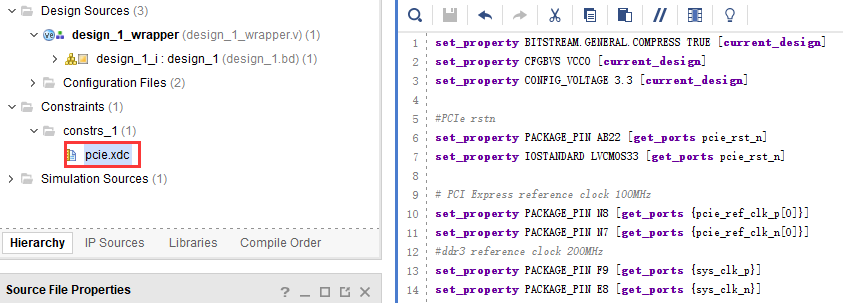 Design Sources (3)
design_1_wrapper (design_1_wrapper.v) (1)
design_1_i : design_1 (design_1.bd) (1)
Configuration Files (2)
Constraints (1)
constrs_1 (1)
pcie.xdc
Simulation Sources (3)
Hierarchy IP Sources Libraries Compile Order
Source File Properties
1 set_property BITSTREAM.GENERAL.COMPRESS TRUE [current_design]
2 set_property CFGBVS VCCO [current_design]
3 set_property CONFIG_VOLTAGE 3.3 [current_design]
4
5 #PCIe rstn
6 set_property PACKAGE_PIN AB22 [get_ports pcie_rst_n]
7 set_property IOSTANDARD LVCMOS33 [get_ports pcie_rst_n]
8
9 # PCI Express reference clock 100MHz
10 set_property PACKAGE_PIN N8 [get_ports {pcie_ref_clk_p[0]}]
11 set_property PACKAGE_PIN N7 [get_ports {pcie_ref_clk_n[0]}]
12 #ddr3 reference clock 200MHz
13 set_property PACKAGE_PIN F9 [get_ports {sys_clk_p}]
14 set_property PACKAGE_PIN E8 [get_ports {sys_clk_n}]